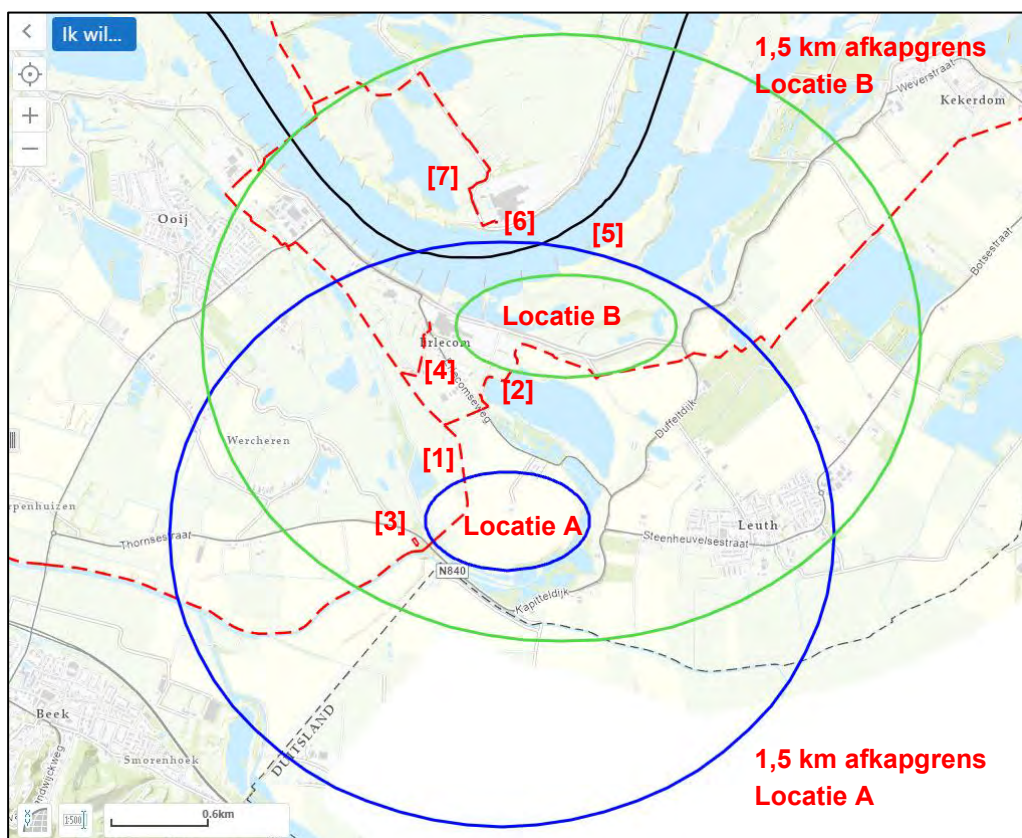 Ik wil...
1,5 km afkapgrens
Locatie B
Weverstraat
Kekerdom
[7]
Ooij
[6]
[5]
Botsestraat
Locatie B
Erlecom
[4]
[2]
Duffeltdijk
Wercheren
[1]
[3]
Locatie A
Leuth
Thornsestraat
Steenheuvelsestraat
N840
Kapitteldijk
Beek
DUITSLAND
Smorenhoek
1,5 km afkapgrens
Locatie A
0.6km